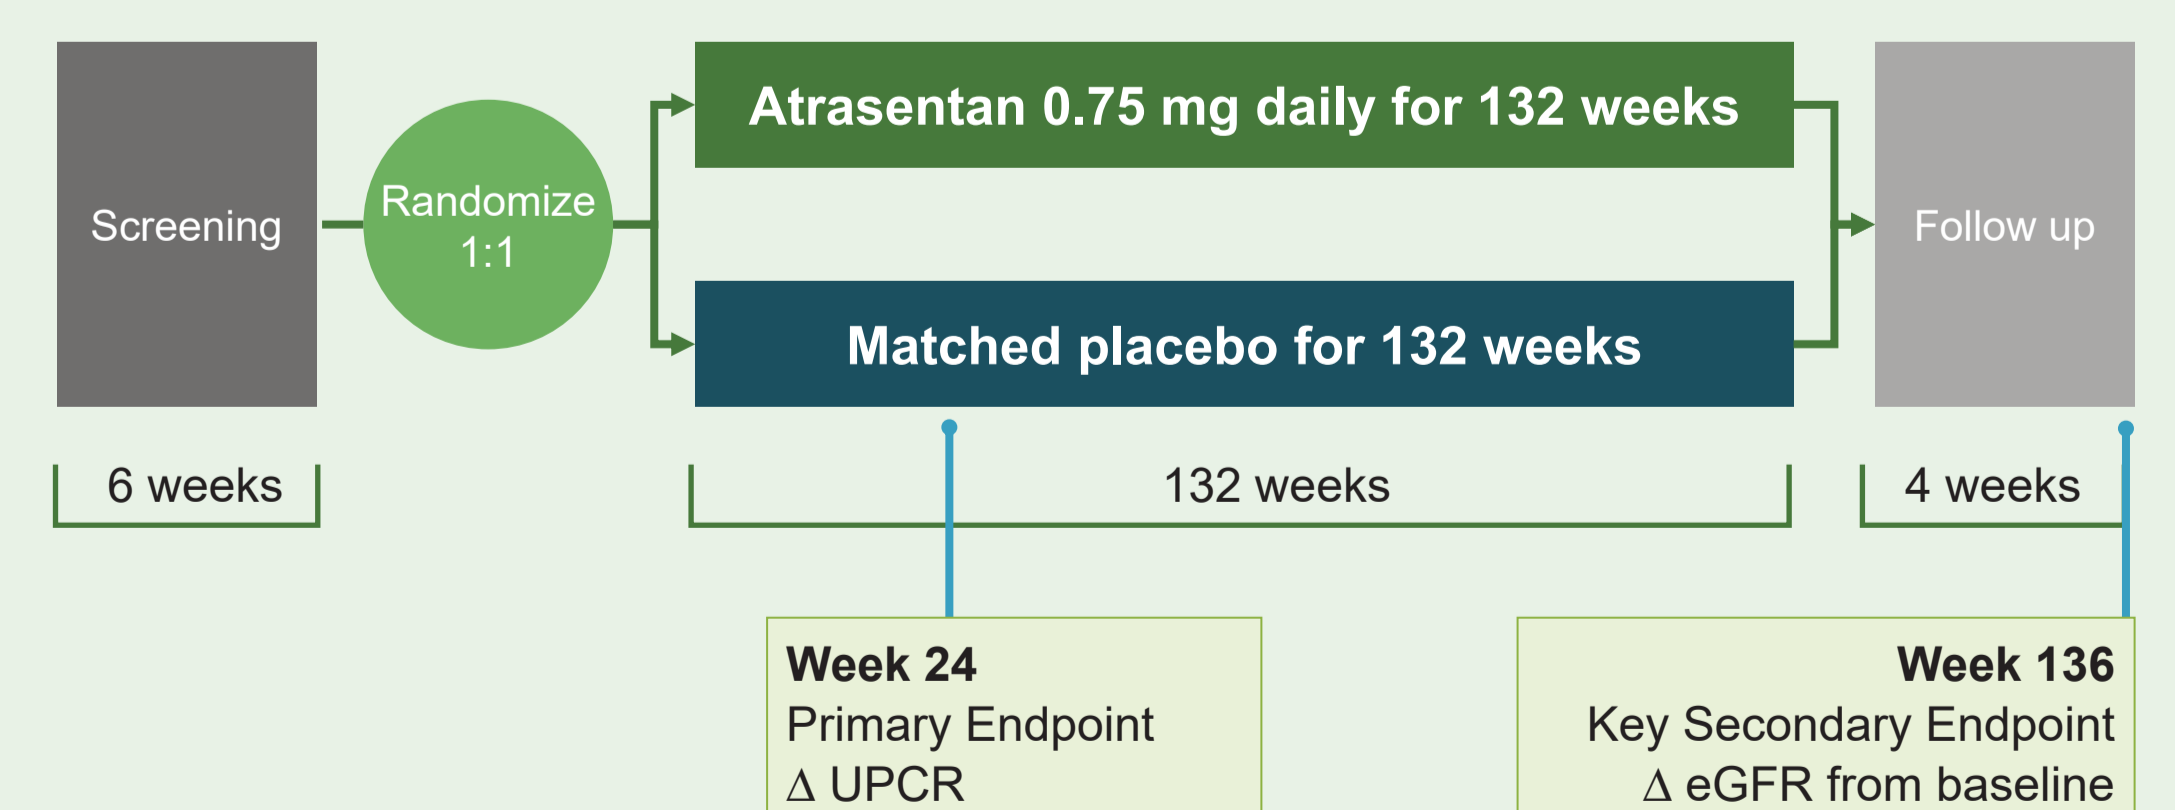 Screening
Randomize
1:1
Atrasentan 0.75 mg daily for 132 weeks
Matched placebo for 132 weeks
Follow up
6 weeks
132 weeks
4 weeks
Week 24
Primary Endpoint
Δ UPCR
Week 136
Key Secondary Endpoint
Δ eGFR from baseline